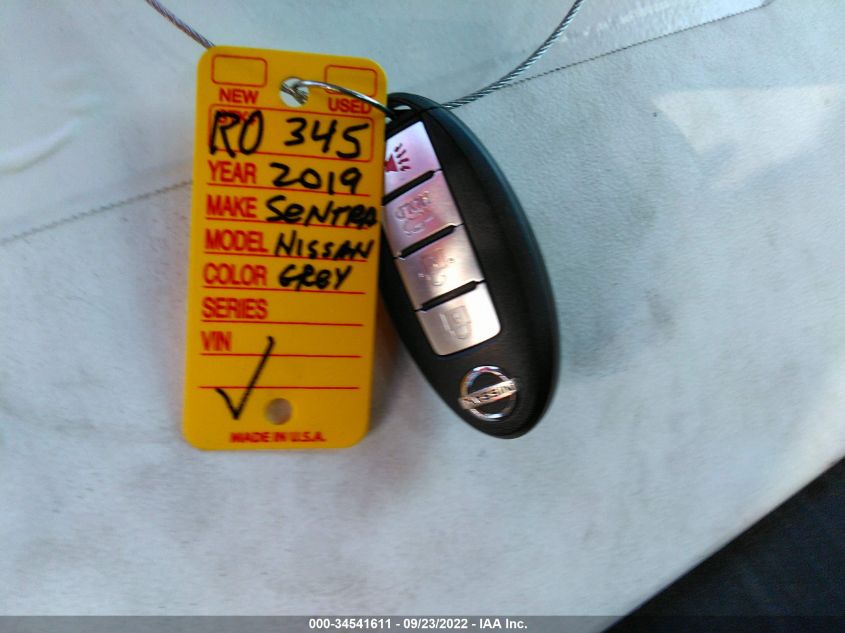 NEW USED
RO 345
YEAR 2019
MAKE SENTRA
MODEL NISSAN
COLOR GREY
SERIES
VIN
MADE IN U.S.A.
NISSAN
000-34541611 - 09/23/2022 - IAA Inc.